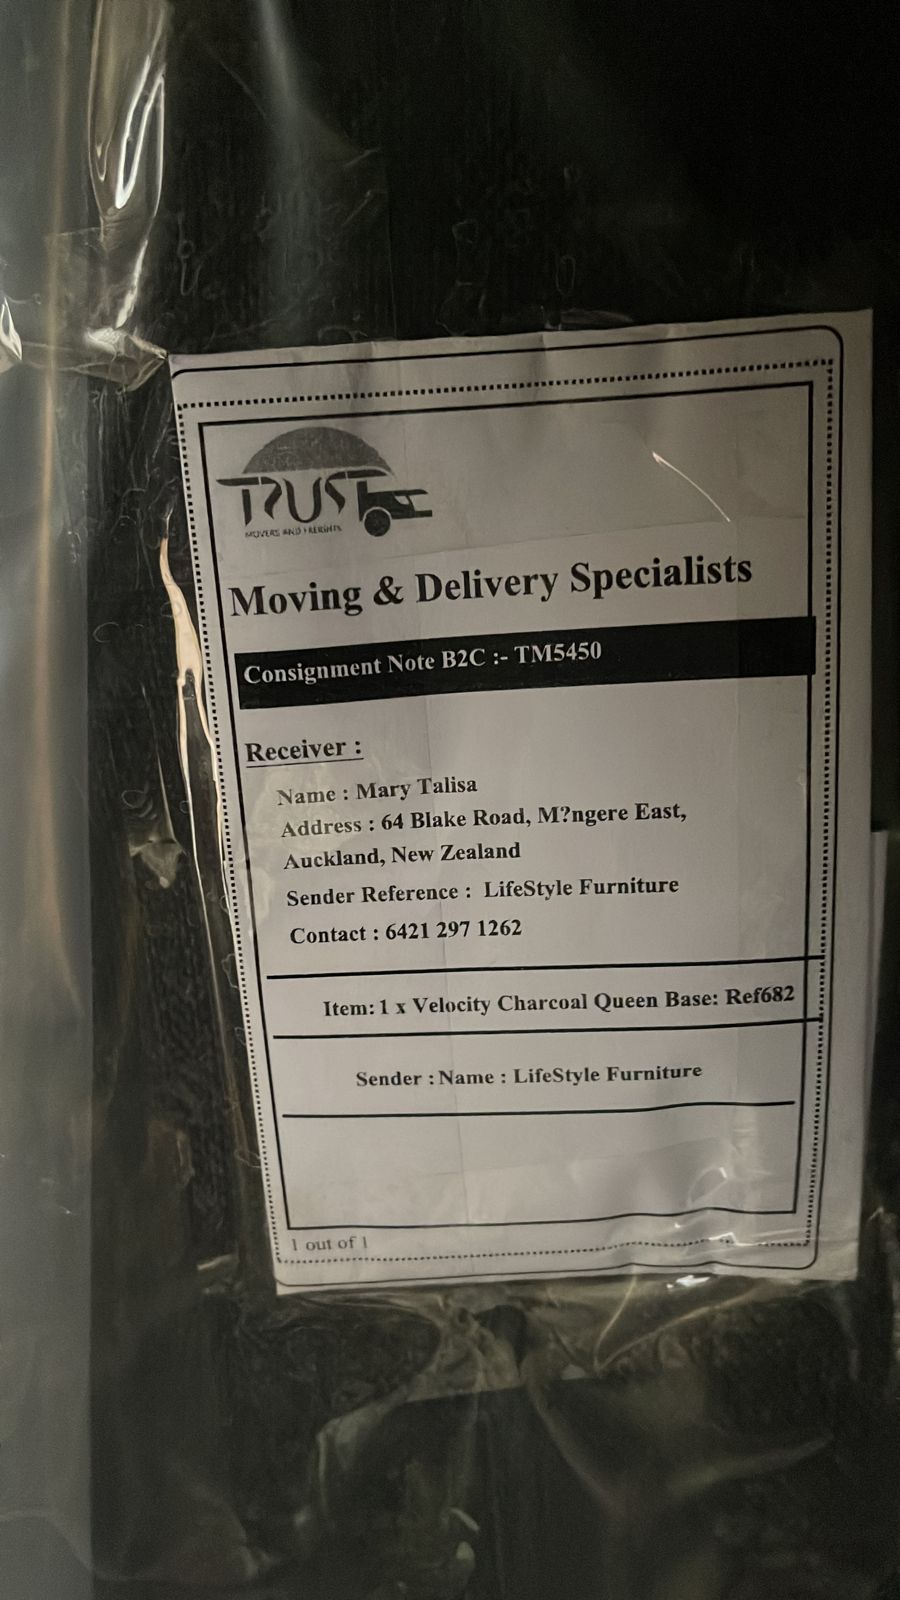 TRUST
MOVERS AND FREIGHTS
Moving & Delivery Specialists
Consignment Note B2C :- TM5450
Receiver :
Name : Mary Talisa
Address : 64 Blake Road, M?ngere East,
Auckland, New Zealand
Sender Reference : LifeStyle Furniture
Contact : 6421 297 1262
Item: 1 x Velocity Charcoal Queen Base: Ref682
Sender : Name : LifeStyle Furniture
1 out of 1